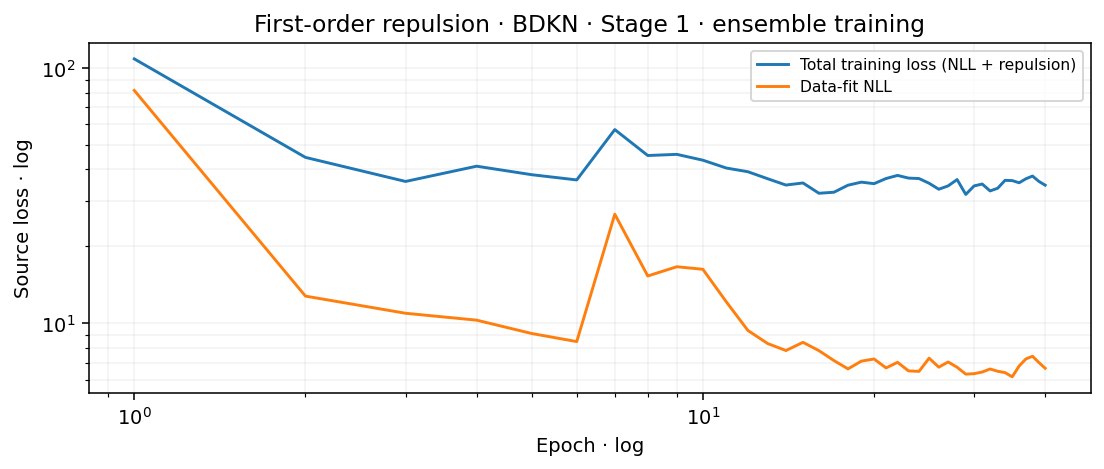 First-order repulsion · BDKN · Stage 1 · ensemble training
Total training loss (NLL + repulsion)
Data-fit NLL
Source loss · log
10²
10¹
10⁰
10¹
Epoch · log